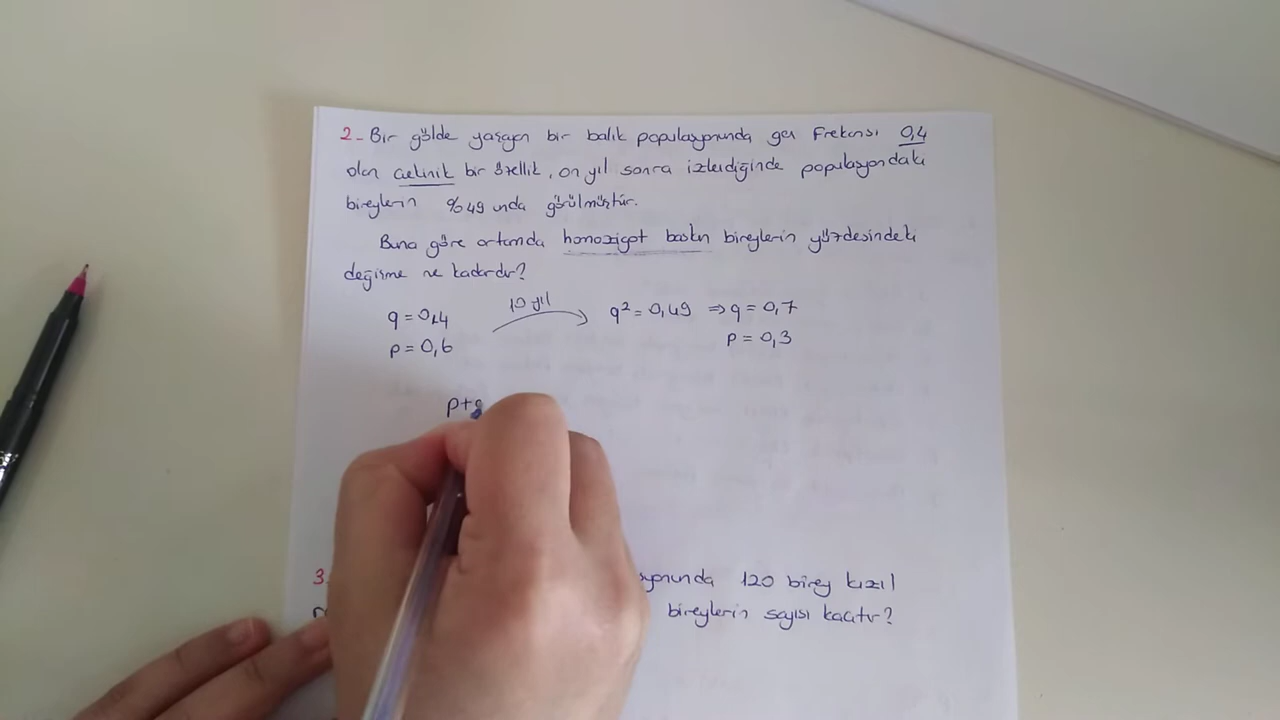 2- Bir gölde yaşayan bir balık populasyonunda gen frekansı 0,4
olan çekinik bir özellik, on yıl sonra izlendiğinde populasyondaki
bireylerin %49 unda görülmüştür.
Buna göre ortamda homozigot baskın bireylerin yüzdesindeki
değişme ne kadardır?
q = 0,4
p = 0,6
10 yıl
q² = 0,49 ⇒ q = 0,7
p = 0,3
p+
3.
120 birey kızıl
bireylerin sayısı kaçtır?